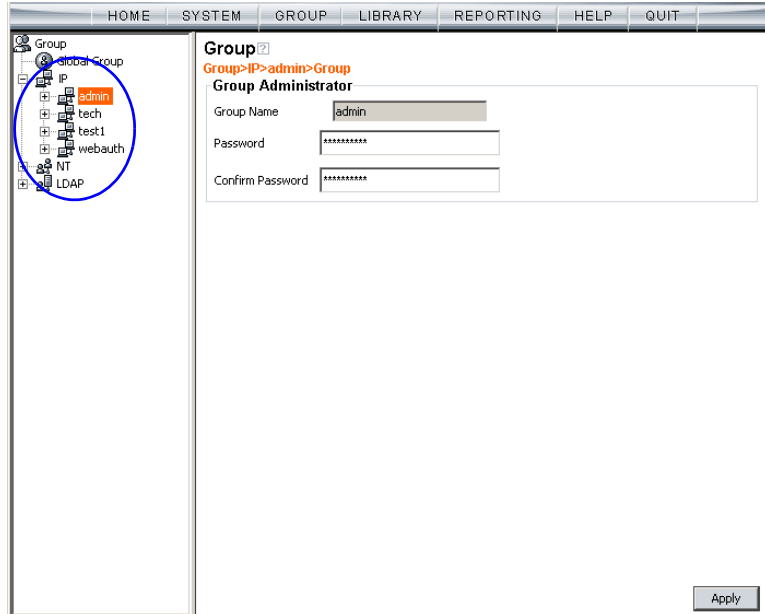 HOME SYSTEM GROUP LIBRARY REPORTING HELP QUIT
Group
Global Group
IP
admin
tech
test1
webauth
NT
LDAP
Group?
Group>IP>admin>Group
Group Administrator
Group Name admin
Password **********
Confirm Password **********
Apply